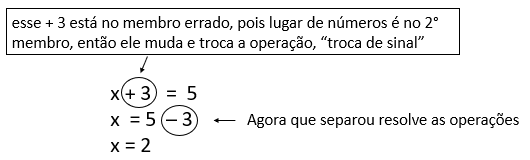 esse + 3 está no membro errado, pois lugar de números é no 2°
membro, então ele muda e troca a operação, “troca de sinal”
x + 3 = 5
x = 5 – 3 Agora que separou resolve as operações
x = 2